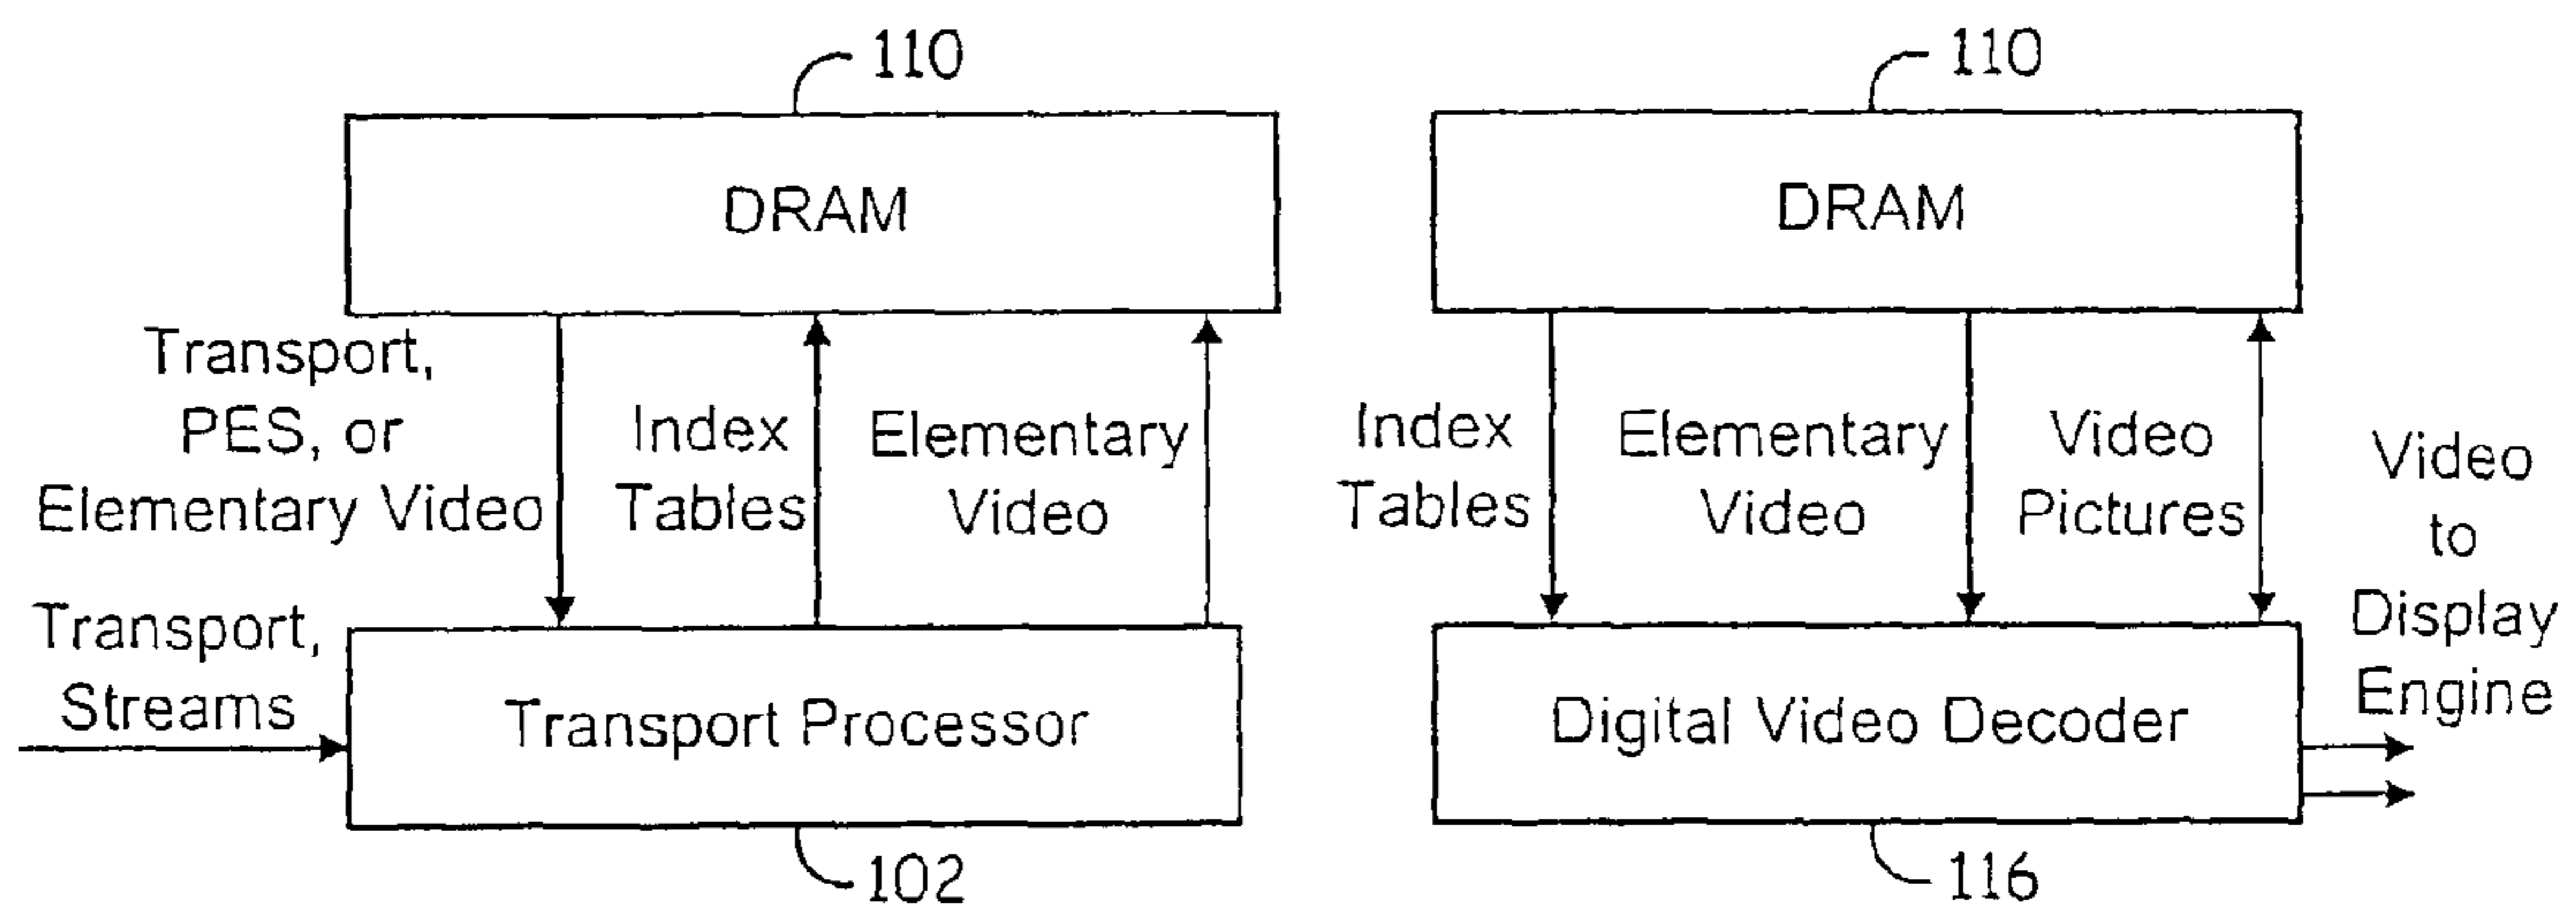 110
DRAM
Transport,
PES, or
Elementary Video
Index
Tables
Elementary
Video
Transport,
Streams
Transport Processor
102
110
DRAM
Index
Tables
Elementary
Video
Video
Pictures
Video
to
Display
Engine
Digital Video Decoder
116